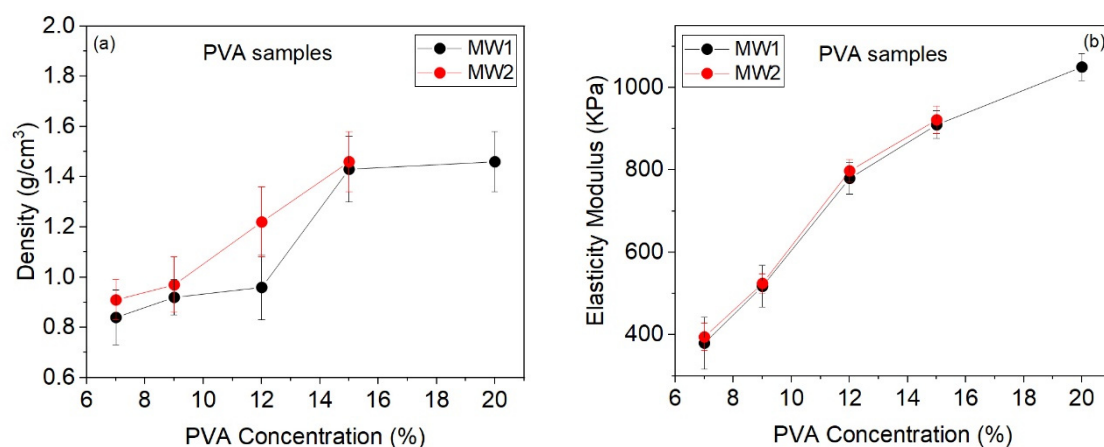 (a)
PVA samples
MW1
MW2
2.0
1.8
1.6
1.4
1.2
1.0
0.8
0.6
Density (g/cm³)
6 8 10 12 14 16 18 20
PVA Concentration (%)
(b)
PVA samples
MW1
MW2
1000
800
600
400
Elasticity Modulus (KPa)
6 8 10 12 14 16 18 20
PVA Concentration (%)